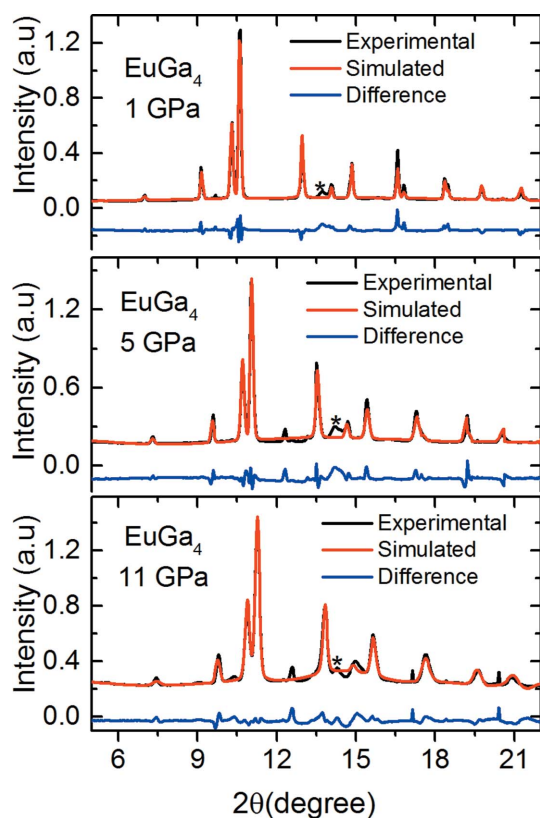 Intensity (a.u)
1.2
0.8
0.4
0.0
EuGa4
1 GPa
Experimental
Simulated
Difference
*
Intensity (a.u)
1.2
0.6
0.0
EuGa4
5 GPa
Experimental
Simulated
Difference
*
Intensity (a.u)
1.2
0.8
0.4
0.0
EuGa4
11 GPa
Experimental
Simulated
Difference
*
6 9 12 15 18 21
2θ(degree)